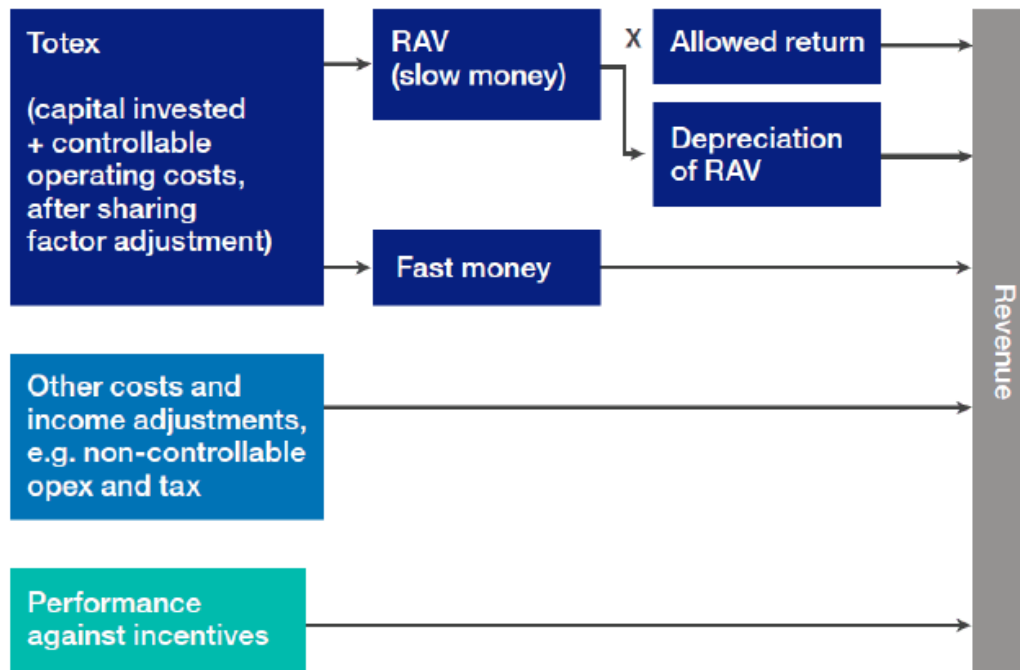 Totex
(capital invested
+ controllable
operating costs,
after sharing
factor adjustment)
RAV
(slow money)
X
Allowed return
Depreciation
of RAV
Fast money
Other costs and
income adjustments,
e.g. non-controllable
opex and tax
Performance
against incentives
Revenue